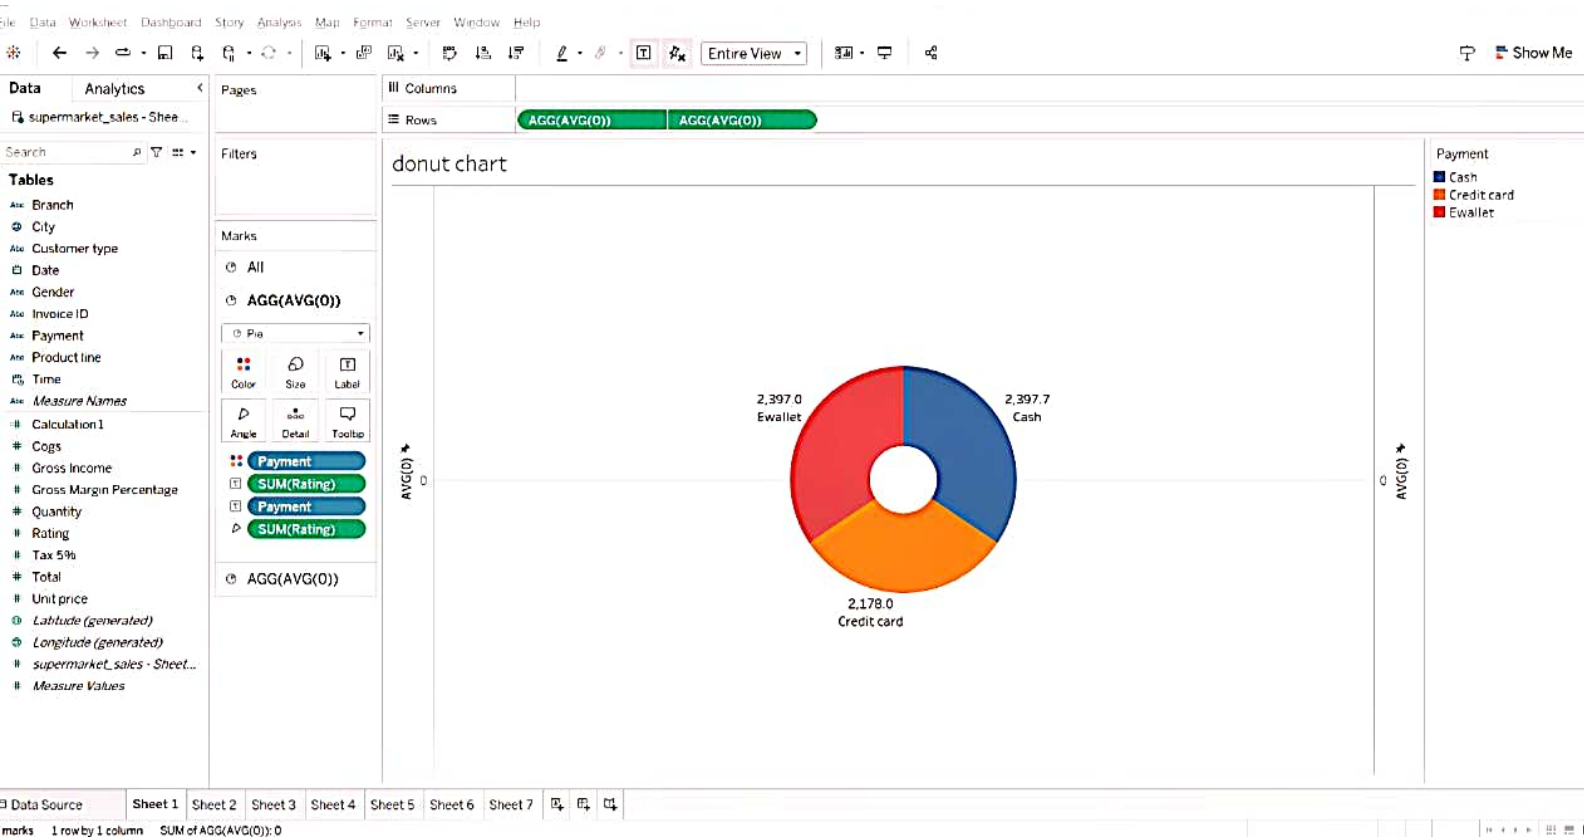 File Data Worksheet Dashboard Story Analysis Map Format Server Window Help
Entire View
Show Me
Data Analytics
supermarket_sales - Shee...
Search
Tables
Branch
City
Customer type
Date
Gender
Invoice ID
Payment
Product line
Time
Measure Names
Calculation1
Cogs
Gross Income
Gross Margin Percentage
Quantity
Rating
Tax 5%
Total
Unit price
Latitude (generated)
Longitude (generated)
supermarket_sales - Sheet...
Measure Values
Pages
Filters
Marks
All
AGG(AVG(0))
Pie
Color Size Label
Angle Detail Tooltip
Payment
SUM(Rating)
Payment
SUM(Rating)
AGG(AVG(0))
Columns
Rows AGG(AVG(0)) AGG(AVG(0))
donut chart
AVG(0)
0
2,397.0
Ewallet
2,397.7
Cash
2,178.0
Credit card
0
AVG(0)
Payment
Cash
Credit card
Ewallet
Data Source Sheet 1 Sheet 2 Sheet 3 Sheet 4 Sheet 5 Sheet 6 Sheet 7
marks 1 row by 1 column SUM of AGG(AVG(0)): 0